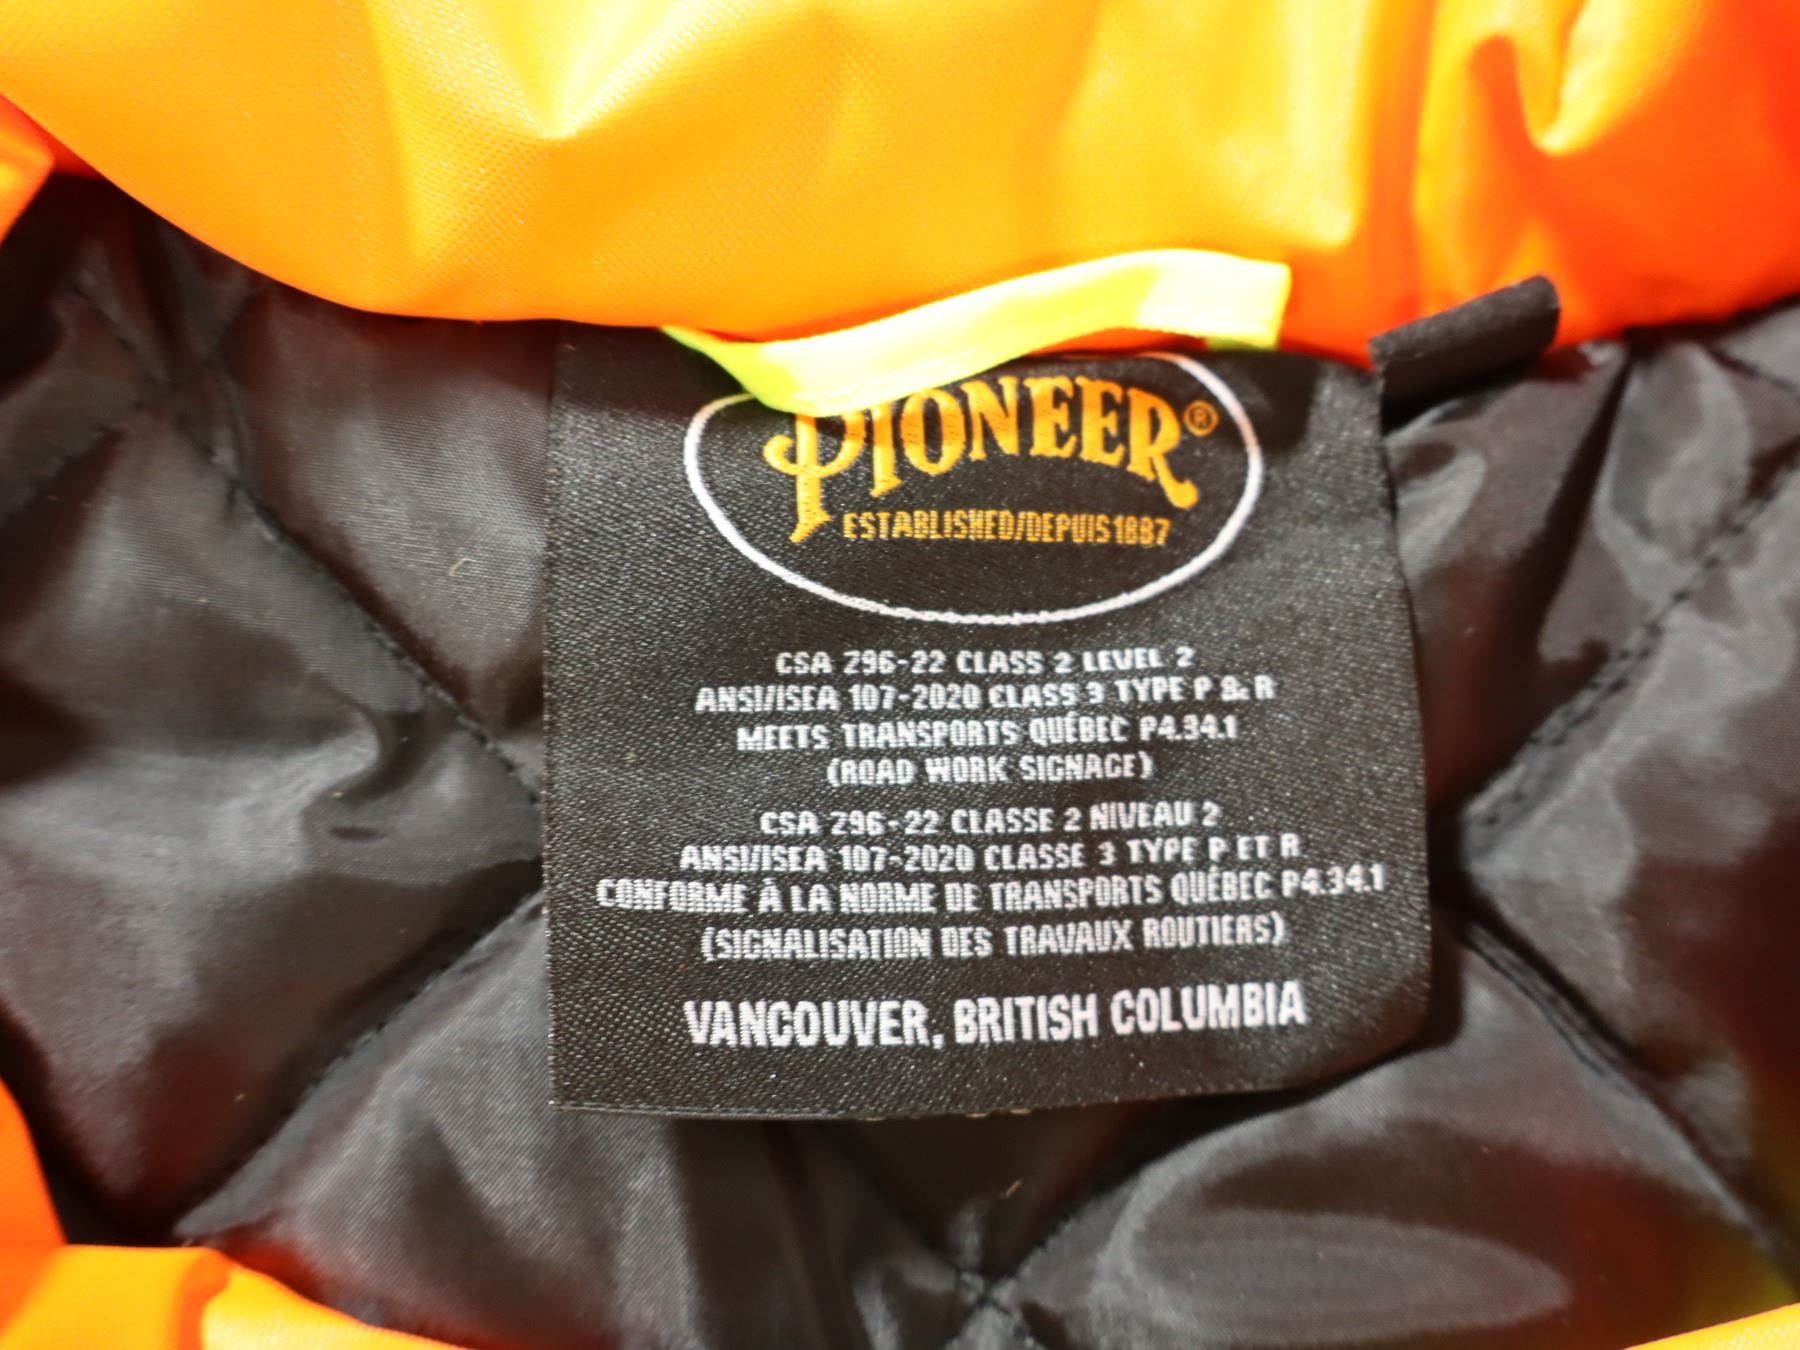 PIONEER®
ESTABLISHED/DEPUIS 1887
CSA Z96-22 CLASS 2 LEVEL 2
ANSI/ISEA 107-2020 CLASS 3 TYPE P & R
MEETS TRANSPORTS QUÉBEC P4.34.1
(ROAD WORK SIGNAGE)
CSA Z96-22 CLASSE 2 NIVEAU 2
ANSI/ISEA 107-2020 CLASSE 3 TYPE P ET R
CONFORME À LA NORME DE TRANSPORTS QUÉBEC P4.34.1
(SIGNALISATION DES TRAVAUX ROUTIERS)
VANCOUVER, BRITISH COLUMBIA